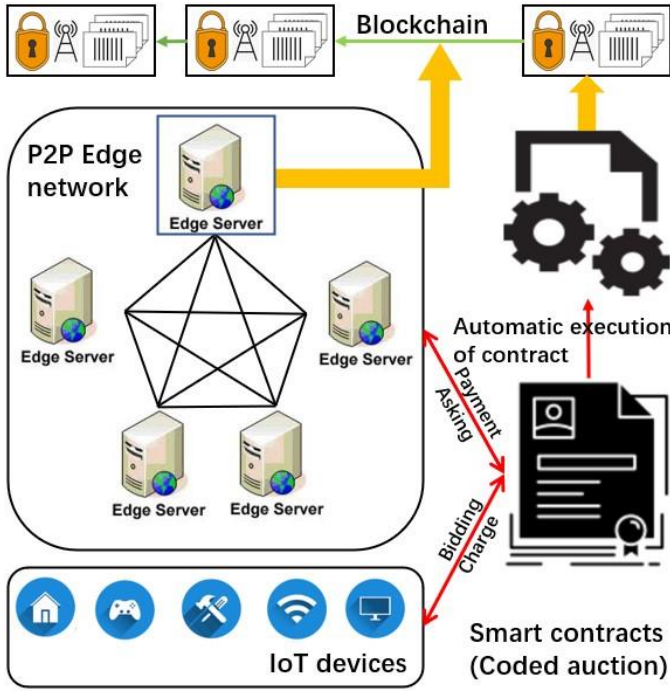 Blockchain
P2P Edge
network
Edge Server
Edge Server
Edge Server
Edge Server
Edge Server
Automatic execution
of contract
Payment
Asking
Bidding
Charge
IoT devices
Smart contracts
(Coded auction)